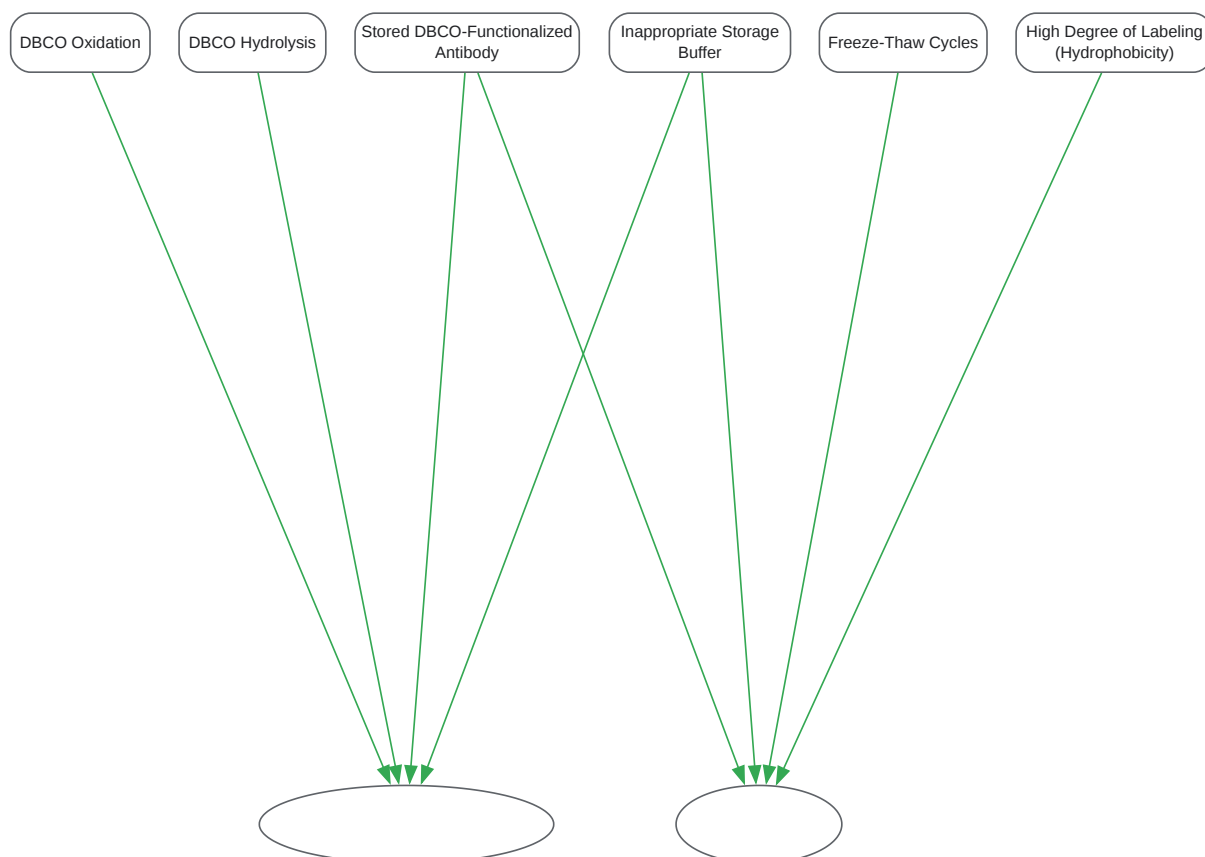 DBCO Oxidation
DBCO Hydrolysis
Stored DBCO-Functionalized
Antibody
Inappropriate Storage
Buffer
Freeze-Thaw Cycles
High Degree of Labeling
(Hydrophobicity)